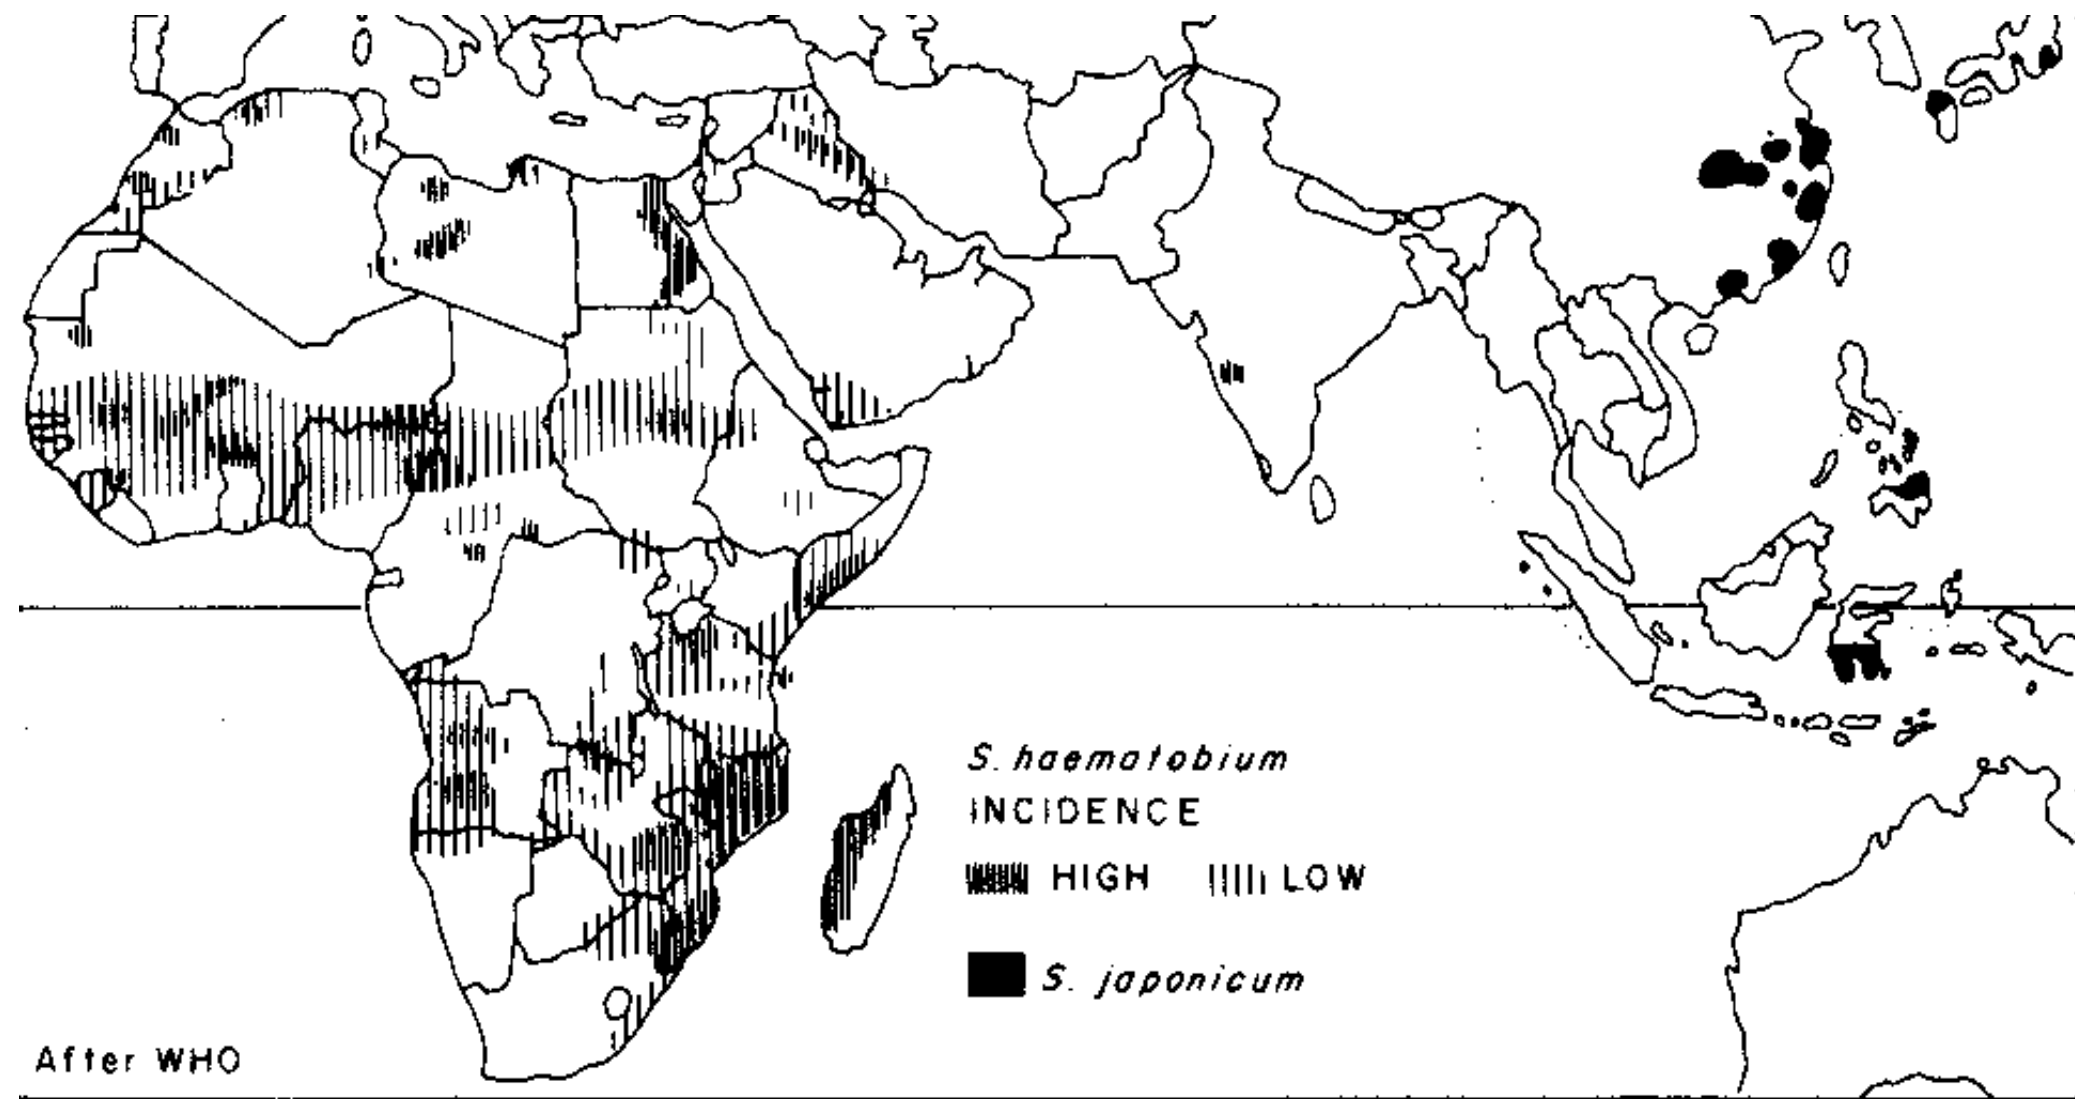 S. haematobium
INCIDENCE
HIGH LOW
S. japonicum
After WHO